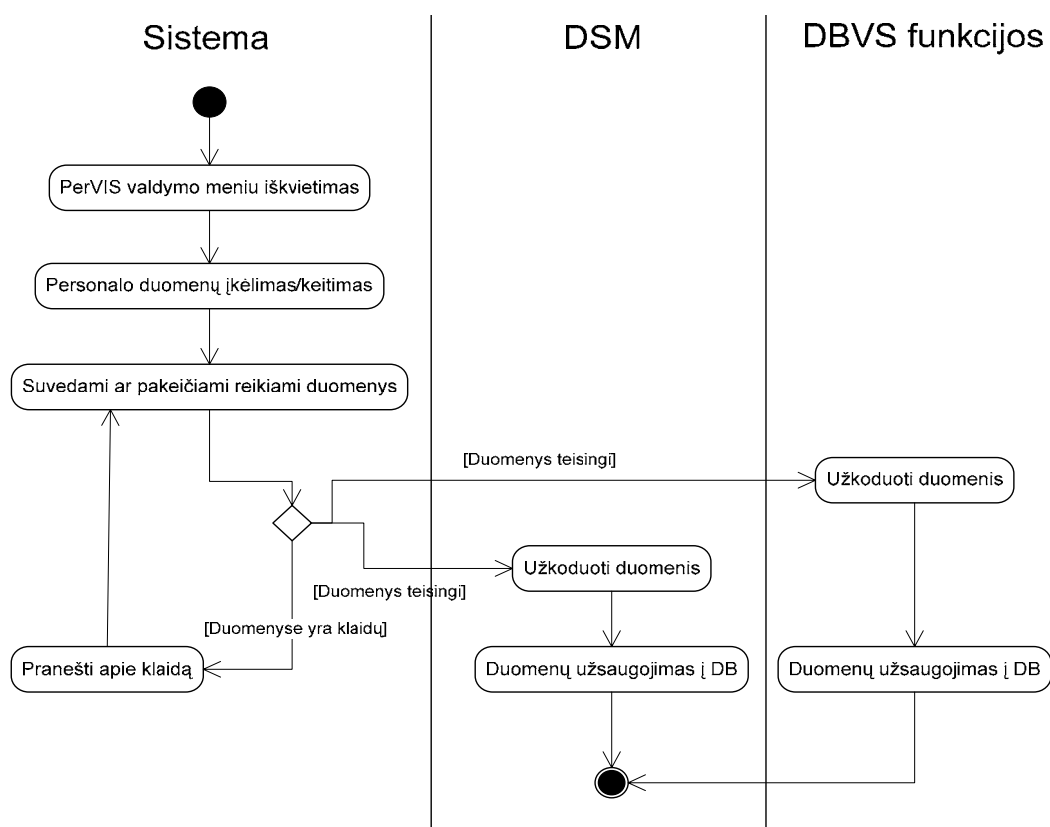 Sistema
DSM
DBVS funkcijos
PerVIS valdymo meniu iškvietimas
Personalo duomenų įkėlimas/keitimas
Suvedami ar pakeičiami reikiami duomenys
[Duomenys teisingi]
Užkoduoti duomenis
Užkoduoti duomenis
[Duomenys teisingi]
[Duomenyse yra klaidų]
Pranešti apie klaidą
Duomenų užsaugojimas į DB
Duomenų užsaugojimas į DB